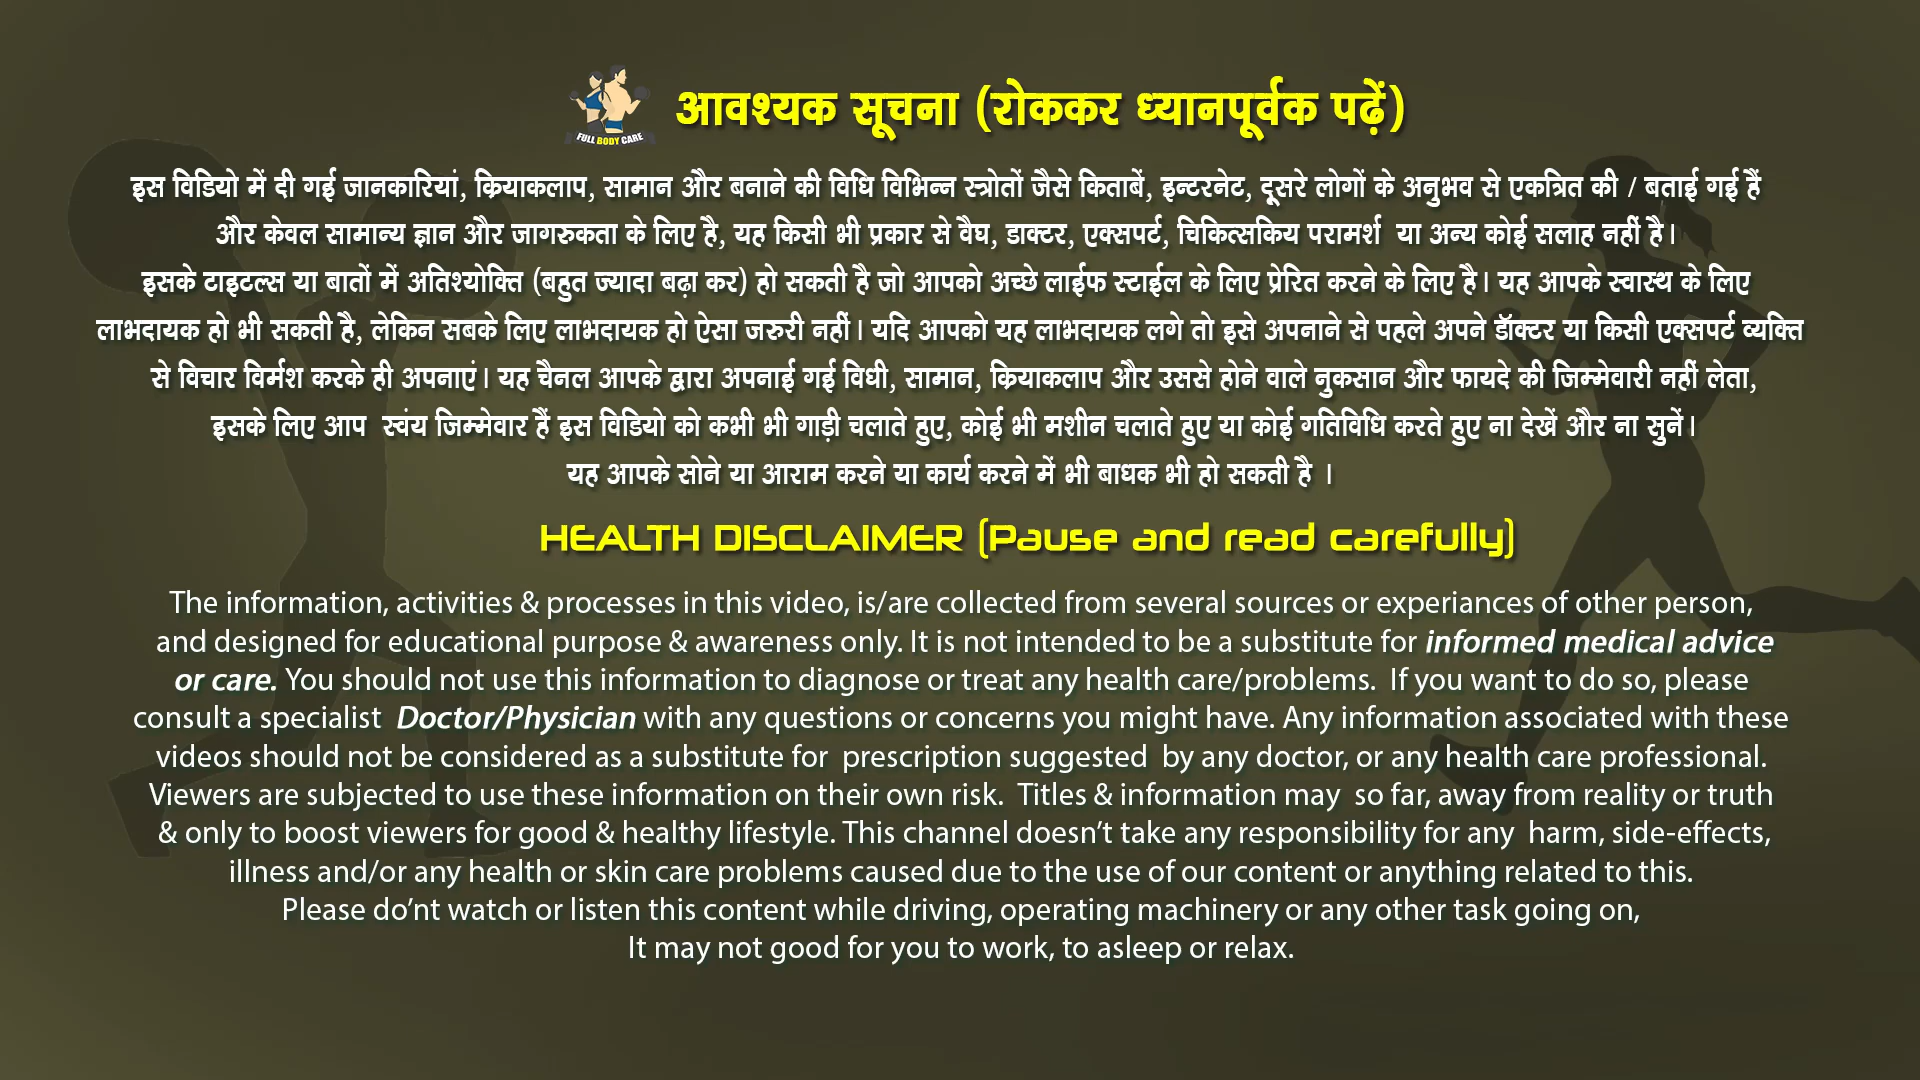 FULL BODY CARE
आवश्यक सूचना (रोककर ध्यानपूर्वक पढ़ें)
इस विडियो में दी गई जानकारियां, क्रियाकलाप, सामान और बनाने की विधि विभिन्न स्त्रोतों जैसे किताबें, इन्टरनेट, दूसरे लोगों के अनुभव से एकत्रित की / बताई गई हैं
और केवल सामान्य ज्ञान और जागरुकता के लिए है, यह किसी भी प्रकार से वैघ, डाक्टर, एक्सपर्ट, चिकित्सकिय परामर्श या अन्य कोई सलाह नहीं है।
इसके टाइटल्स या बातों में अतिश्योक्ति (बहुत ज्यादा बढ़ा कर) हो सकती है जो आपको अच्छे लाईफ स्टाईल के लिए प्रेरित करने के लिए है। यह आपके स्वास्थ के लिए
लाभदायक हो भी सकती है, लेकिन सबके लिए लाभदायक हो ऐसा जरुरी नहीं। यदि आपको यह लाभदायक लगे तो इसे अपनाने से पहले अपने डॉक्टर या किसी एक्सपर्ट व्यक्ति
से विचार विर्मश करके ही अपनाएं। यह चैनल आपके द्वारा अपनाई गई विधी, सामान, क्रियाकलाप और उससे होने वाले नुकसान और फायदे की जिम्मेवारी नहीं लेता,
इसके लिए आप स्वंय जिम्मेवार हैं इस विडियो को कभी भी गाड़ी चलाते हुए, कोई भी मशीन चलाते हुए या कोई गतिविधि करते हुए ना देखें और ना सुनें।
यह आपके सोने या आराम करने या कार्य करने में भी बाधक भी हो सकती है ।
HEALTH DISCLAIMER (Pause and read carefully)
The information, activities & processes in this video, is/are collected from several sources or experiances of other person,
and designed for educational purpose & awareness only. It is not intended to be a substitute for informed medical advice
or care. You should not use this information to diagnose or treat any health care/problems. If you want to do so, please
consult a specialist Doctor/Physician with any questions or concerns you might have. Any information associated with these
videos should not be considered as a substitute for prescription suggested by any doctor, or any health care professional.
Viewers are subjected to use these information on their own risk. Titles & information may so far, away from reality or truth
& only to boost viewers for good & healthy lifestyle. This channel doesn’t take any responsibility for any harm, side-effects,
illness and/or any health or skin care problems caused due to the use of our content or anything related to this.
Please do’nt watch or listen this content while driving, operating machinery or any other task going on,
It may not good for you to work, to asleep or relax.